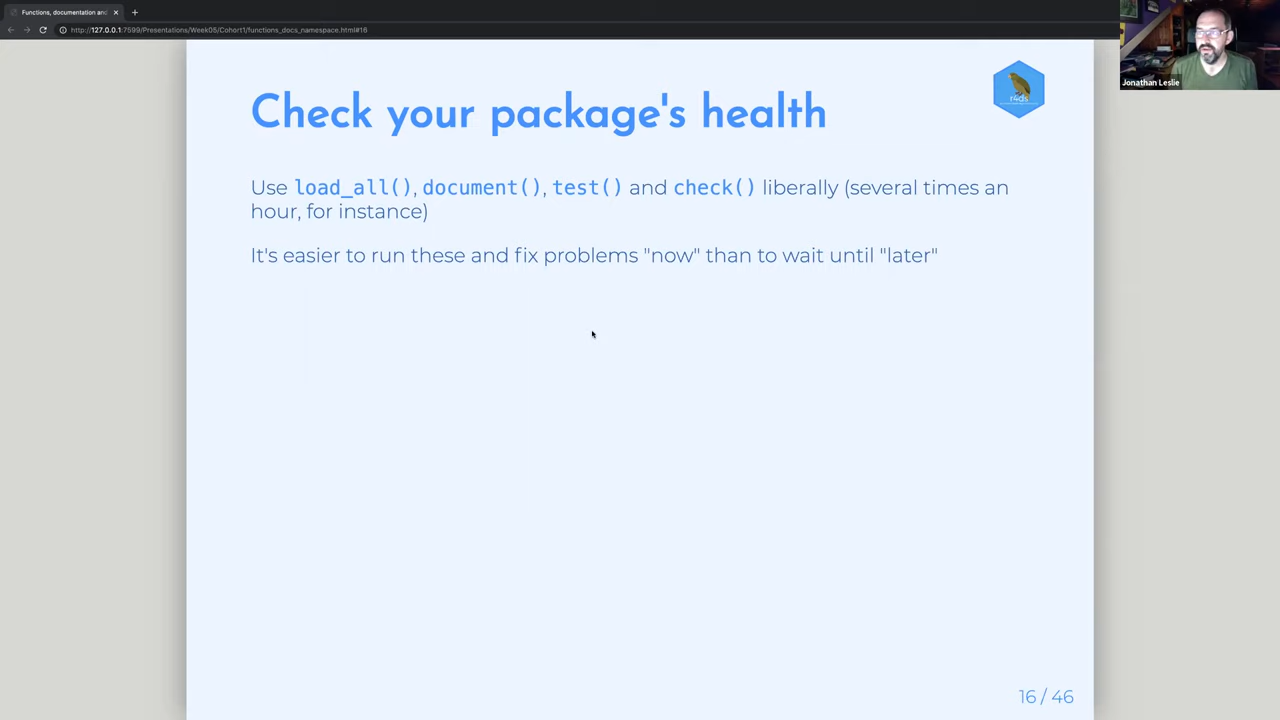 Functions, documentation and
http://127.0.0.1:7599/Presentations/Week05/Cohort1/functions_docs_namespace.html#16
Jonathan Leslie
Check your package's health
r4ds
Use load_all(), document(), test() and check() liberally (several times an
hour, for instance)
It's easier to run these and fix problems "now" than to wait until "later"
16 / 46